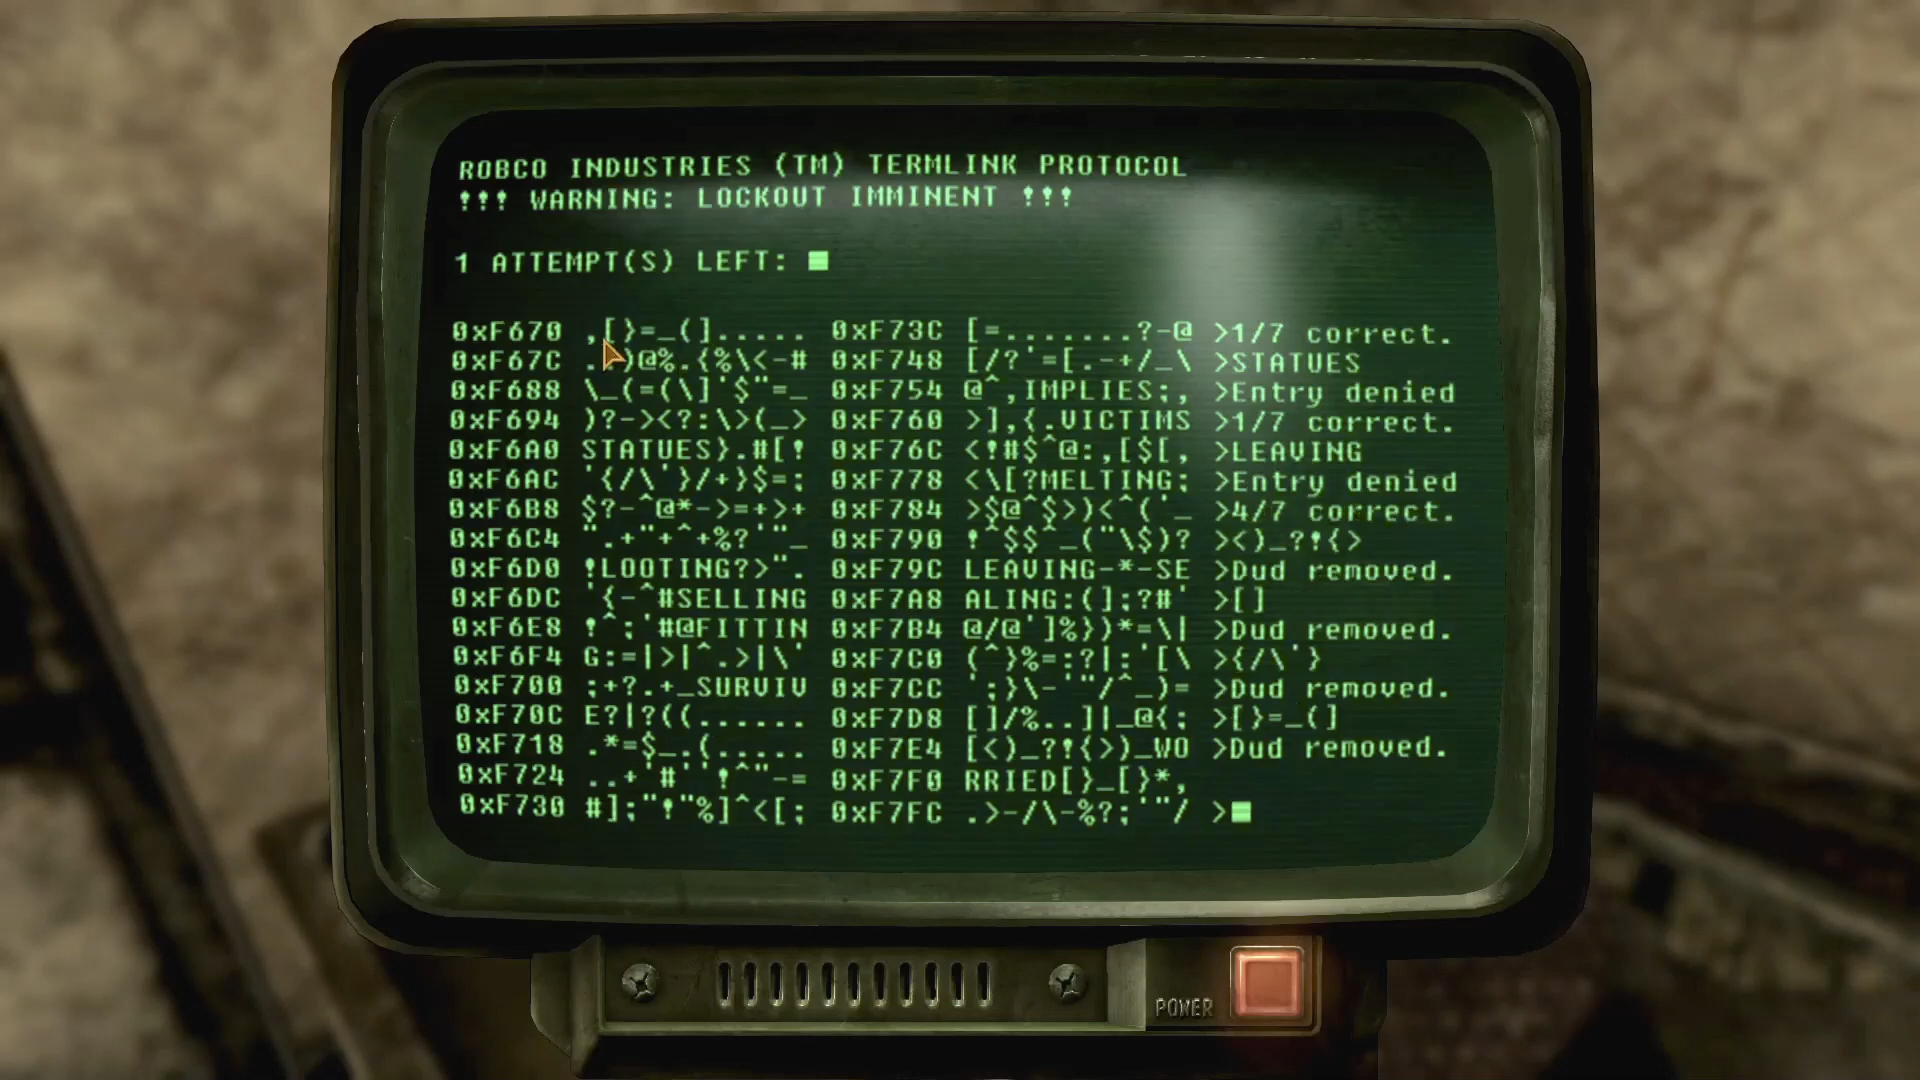 ROBCO INDUSTRIES (TM) TERMLINK PROTOCOL
!!! WARNING: LOCKOUT IMMINENT !!!
1 ATTEMPT(S) LEFT:
0xF670 ,[}=_(]..... 0xF73C [=.......?-@ >1/7 correct.
0xF67C . )@%.{%\<-# 0xF748 [/?'=[.-+/_\ >STATUES
0xF688 \_(=(\]'$"=_ 0xF754 @^,IMPLIES;, >Entry denied
0xF694 )?-><?:\>(_> 0xF760 >],{.VICTIMS >1/7 correct.
0xF6A0 STATUES}.#[! 0xF76C <!#$^@:,[$[, >LEAVING
0xF6AC '{/\'}/+}$=; 0xF778 <\[?MELTING; >Entry denied
0xF6B8 $?-^@*->=+>+ 0xF784 >$@^$>)<^('_ >4/7 correct.
0xF6C4 ".+"+^+%?'"_ 0xF790 !^$$^_("\$)? ><)_?!{>
0xF6D0 !LOOTING?>". 0xF79C LEAVING-*-SE >Dud removed.
0xF6DC '{-^#SELLING 0xF7A8 ALING:(];?#' >[]
0xF6E8 !^;'#@FITTIN 0xF7B4 @/@']%})*=\| >Dud removed.
0xF6F4 G:=|>|^.>|\' 0xF7C0 (^}%=:?|:'[\ >{/\'}
0xF700 ;+?.+_SURVIV 0xF7CC ';}\-'"/^_)= >Dud removed.
0xF70C E?|?((...... 0xF7D8 []/%..]|_@{; >[}=_(]
0xF718 .*=$_.(..... 0xF7E4 [<)_?!{>)_WO >Dud removed.
0xF724 ..+'#''!^"-= 0xF7F0 RRIED[}_[}*,
0xF730 #];"!"%]^<[; 0xF7FC .>-/\-%?;'"/ >
POWER